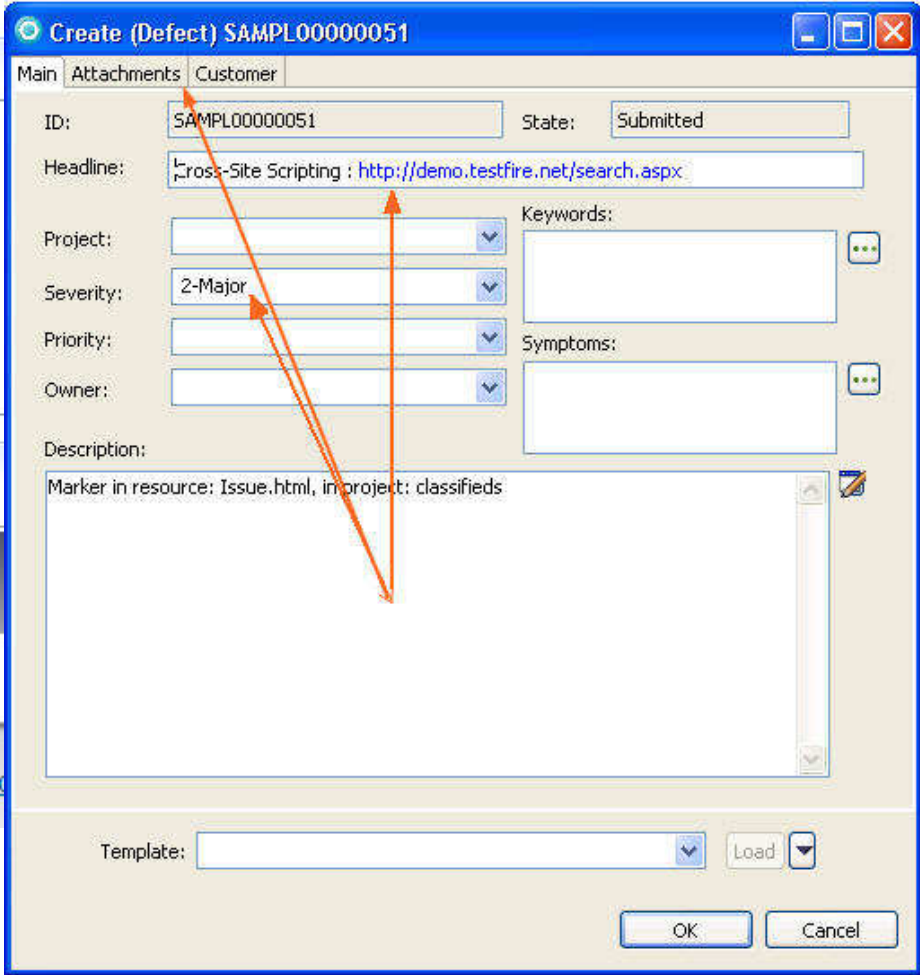 Create (Defect) SAMPL00000051
Main Attachments Customer
ID: SAMPL00000051 State: Submitted
Headline: Cross-Site Scripting : http://demo.testfire.net/search.aspx
Keywords:
Project:
Severity: 2-Major
Priority: Symptoms:
Owner:
Description:
Marker in resource: Issue.html, in project: classifieds
Template: Load
OK Cancel